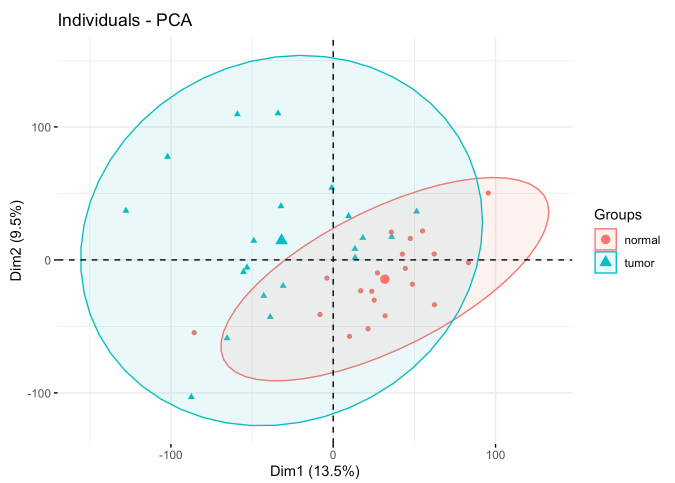 Individuals - PCA
100
0
-100
Dim2 (9.5%)
-100
0
100
Dim1 (13.5%)
Groups
normal
tumor